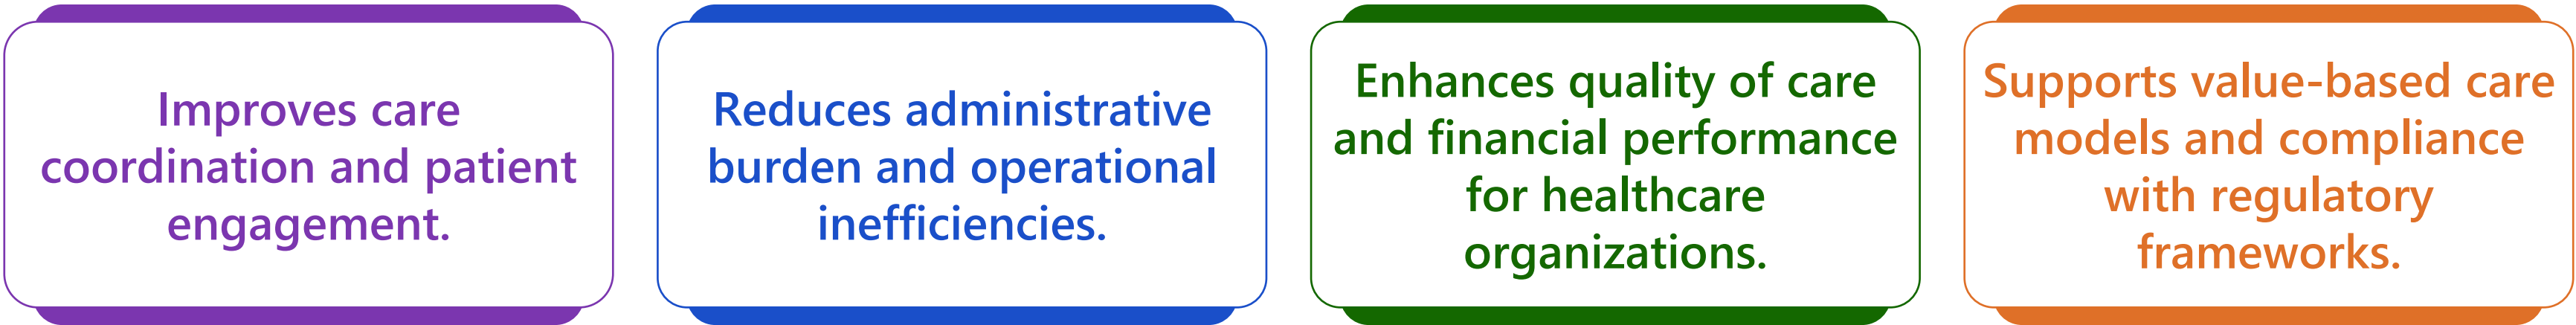 Improves care
coordination and patient
engagement.
Reduces administrative
burden and operational
inefficiencies.
Enhances quality of care
and financial performance
for healthcare
organizations.
Supports value-based care
models and compliance
with regulatory
frameworks.